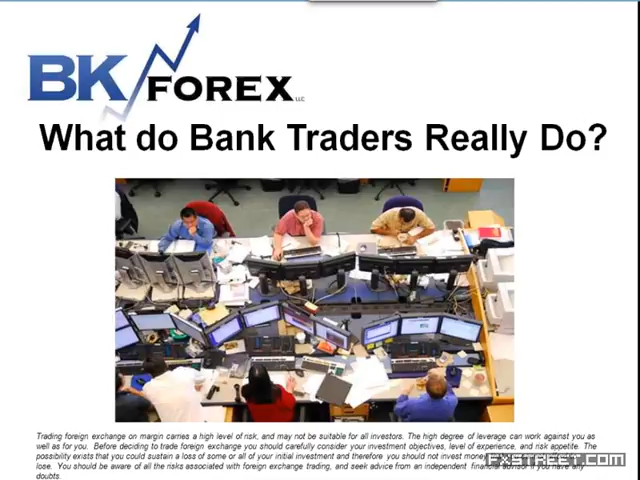 BK FOREX LLC
What do Bank Traders Really Do?
Trading foreign exchange on margin carries a high level of risk, and may not be suitable for all investors. The high degree of leverage can work against you as
well as for you. Before deciding to trade foreign exchange you should carefully consider your investment objectives, level of experience, and risk appetite. The
possibility exists that you could sustain a loss of some or all of your initial investment and therefore you should not invest money
lose. You should be aware of all the risks associated with foreign exchange trading, and seek advice from an independent financial advisor if you have any
doubts.
FXSTREET.COM